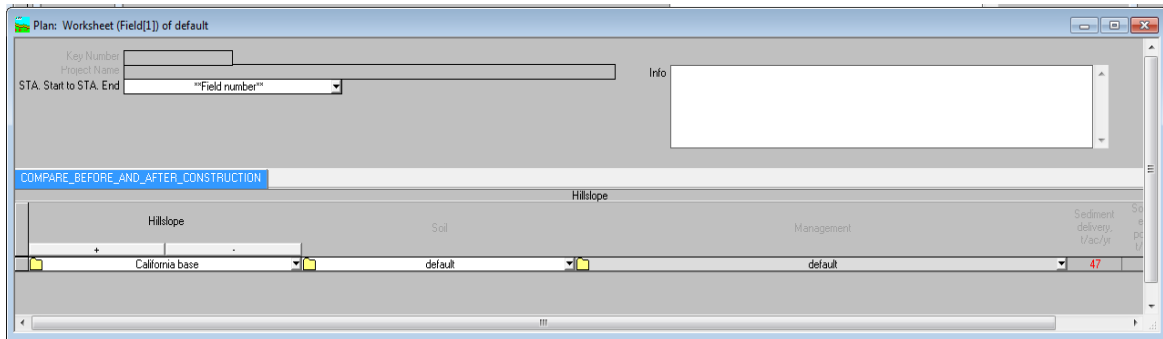 Plan: Worksheet (Field[1]) of default
Key Number
Project Name
STA. Start to STA. End **Field number**
Info
COMPARE_BEFORE_AND_AFTER_CONSTRUCTION
Hillslope
Hillslope Soil Management Sediment delivery, t/ac/yr
+ -
California base default default 47